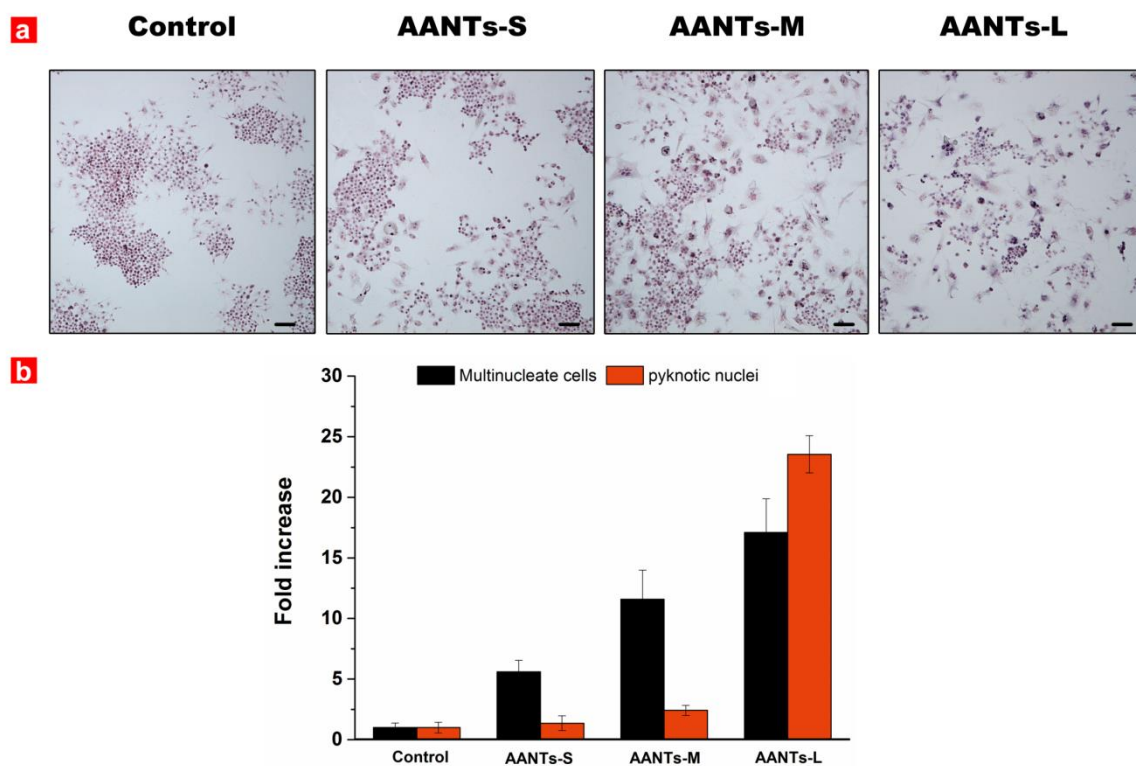 a
Control AANTs-S AANTs-M AANTs-L
b
Multinucleate cells pyknotic nuclei
30
25
20
15
10
5
0
Fold increase
Control AANTs-S AANTs-M AANTs-L